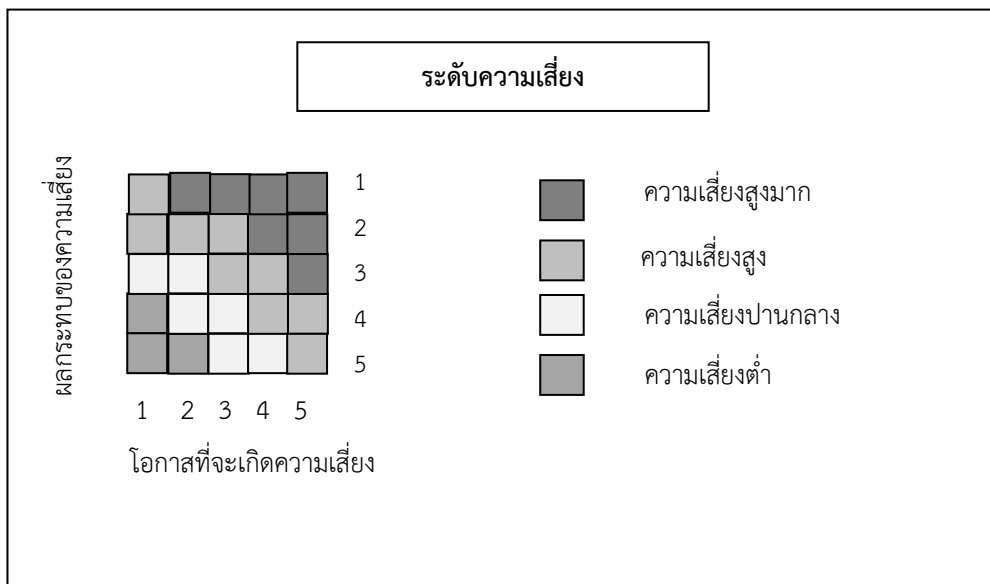 ระดับความเสี่ยง
ผลกระทบของความเสี่ยง
1
2
3
4
5
1 2 3 4 5
โอกาสที่จะเกิดความเสี่ยง
ความเสี่ยงสูงมาก
ความเสี่ยงสูง
ความเสี่ยงปานกลาง
ความเสี่ยงต่ำ